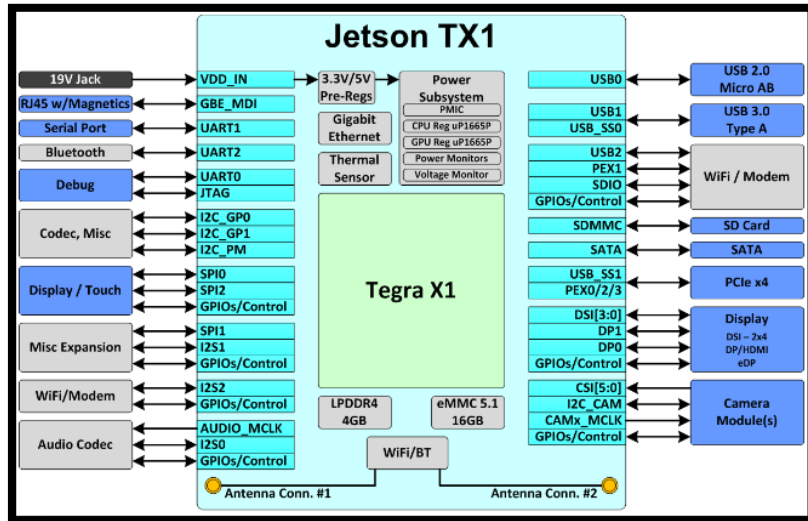 Jetson TX1
19V Jack
RJ45 w/Magnetics
Serial Port
Bluetooth
Debug
Codec, Misc
Display / Touch
Misc Expansion
WiFi/Modem
Audio Codec
VDD_IN
GBE_MDI
UART1
UART2
UART0
JTAG
I2C_GP0
I2C_GP1
I2C_PM
SPI0
SPI2
GPIOs/Control
SPI1
I2S1
GPIOs/Control
I2S2
GPIOs/Control
AUDIO_MCLK
I2S0
GPIOs/Control
3.3V/5V
Pre-Regs
Gigabit
Ethernet
Thermal
Sensor
Power
Subsystem
PMIC
CPU Reg uP1665P
GPU Reg uP1665P
Power Monitors
Voltage Monitor
Tegra X1
LPDDR4
4GB
eMMC 5.1
16GB
WiFi/BT
Antenna Conn. #1
Antenna Conn. #2
USB0
USB1
USB_SS0
USB2
PEX1
SDIO
GPIOs/Control
SDMMC
SATA
USB_SS1
PEX0/2/3
DSI[3:0]
DP1
DP0
GPIOs/Control
CSI[5:0]
I2C_CAM
CAMx_MCLK
GPIOs/Control
USB 2.0
Micro AB
USB 3.0
Type A
WiFi / Modem
SD Card
SATA
PCIe x4
Display
DSI – 2x4
DP/HDMI
eDP
Camera
Module(s)